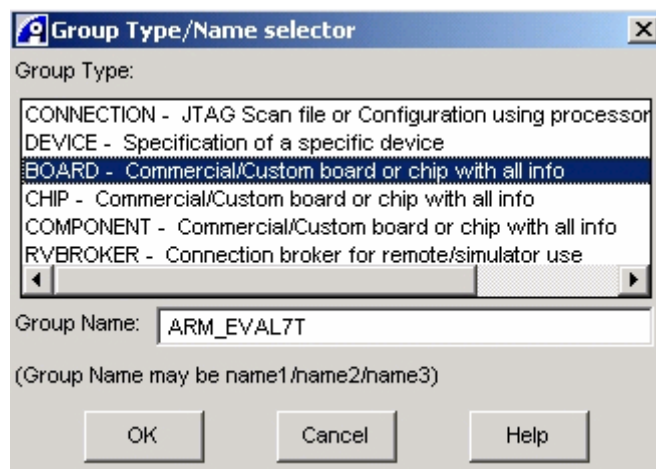 Group Type/Name selector
Group Type:
CONNECTION - JTAG Scan file or Configuration using processor
DEVICE - Specification of a specific device
BOARD - Commercial/Custom board or chip with all info
CHIP - Commercial/Custom board or chip with all info
COMPONENT - Commercial/Custom board or chip with all info
RVBROKER - Connection broker for remote/simulator use
Group Name: ARM_EVAL7T
(Group Name may be name1/name2/name3)
OK Cancel Help